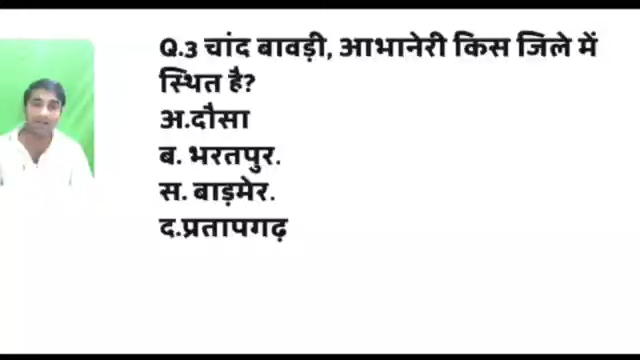 Q.3 चांद बावड़ी, आभानेरी किस जिले में
स्थित है?
अ.दौसा
ब. भरतपुर.
स. बाड़मेर.
द.प्रतापगढ़